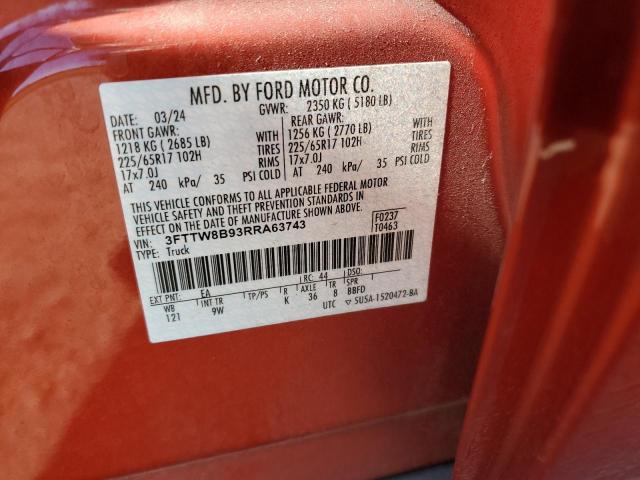 MFD. BY FORD MOTOR CO.
DATE: 03/24 GVWR: 2350 KG ( 5180 LB)
FRONT GAWR: WITH REAR GAWR: WITH
1218 KG ( 2685 LB) TIRES 1256 KG ( 2770 LB) TIRES
225/65R17 102H RIMS 225/65R17 102H RIMS
17x7.0J 17x7.0J
AT 240 kPa/ 35 PSI COLD AT 240 kPa/ 35 PSI COLD
THIS VEHICLE CONFORMS TO ALL APPLICABLE FEDERAL MOTOR
VEHICLE SAFETY AND THEFT PREVENTION STANDARDS IN
EFFECT ON THE DATE OF MANUFACTURE SHOWN ABOVE.
VIN: 3FTTW8B93RRA63743 F0237
TYPE: Truck T0463
EXT PNT: EA RC: 44 DSO:
WB INT TR TP/PS R AXLE TR SPR
121 9W K 36 8 BBFD
UTC ▽ 5U5A-1520472-BA